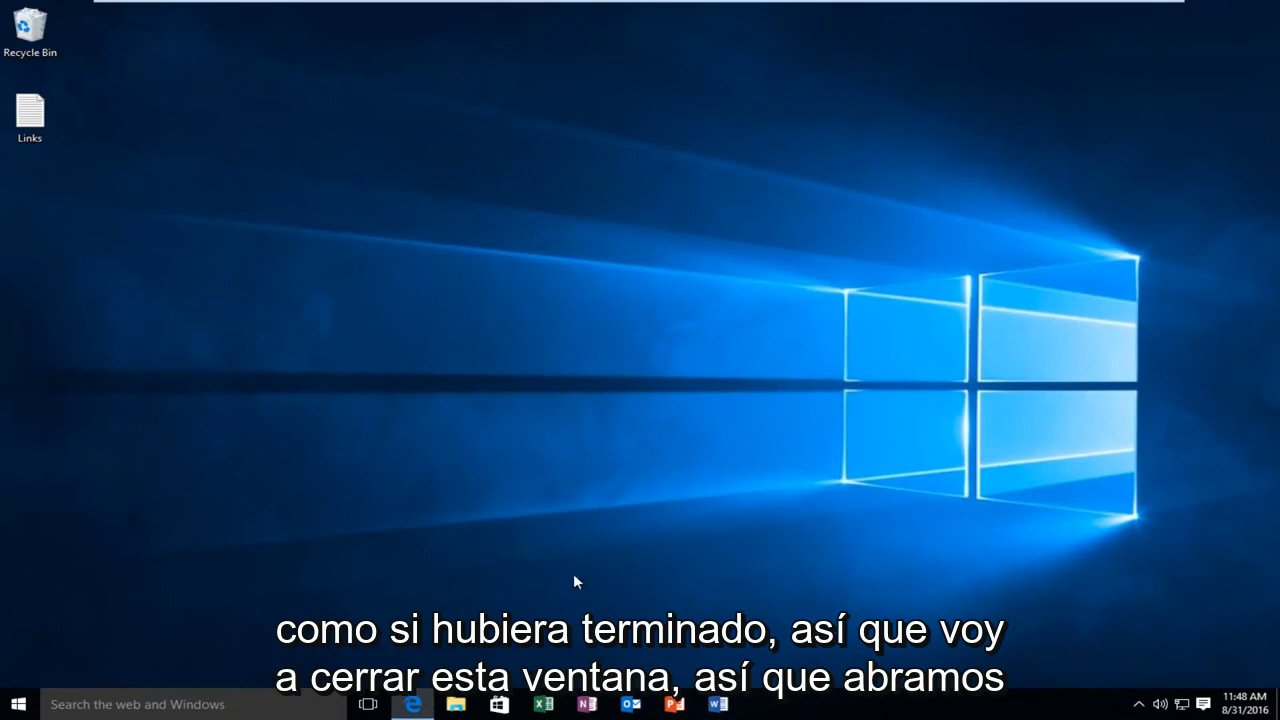 Recycle Bin
Links
como si hubiera terminado, así que voy
a cerrar esta ventana, así que abramos
Search the web and Windows
11:48 AM
8/31/2016